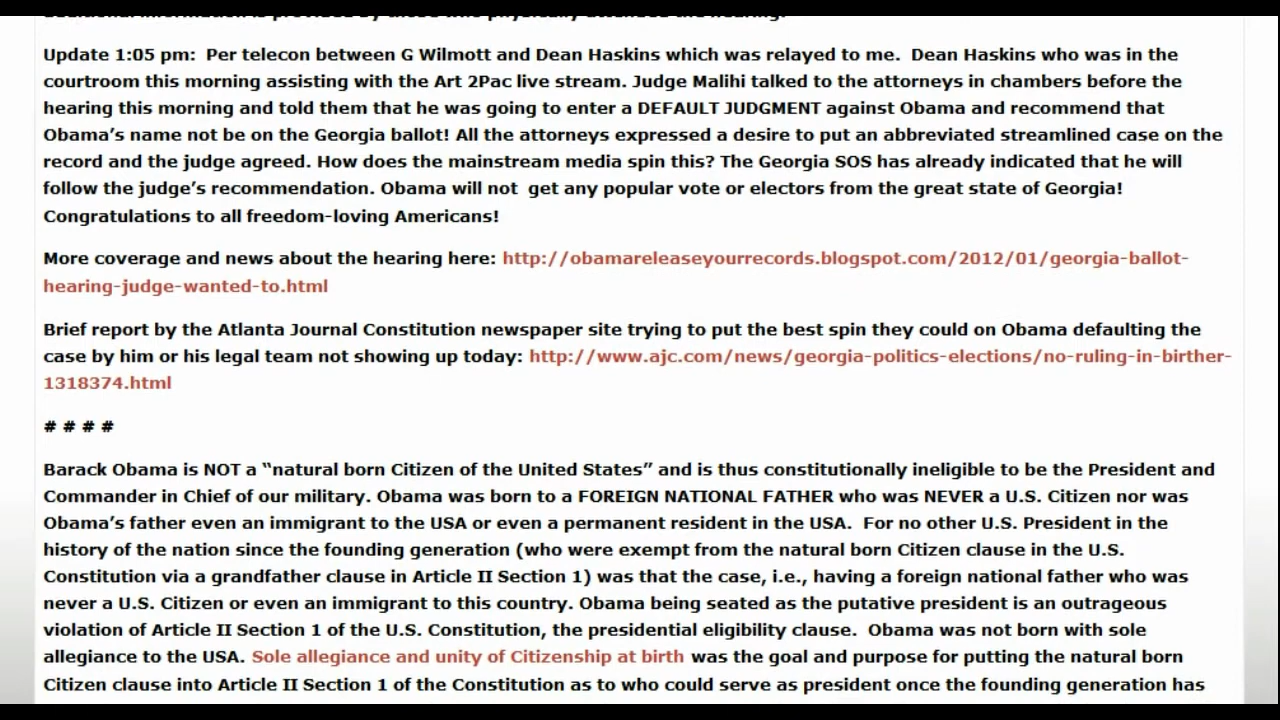 additional information is provided by those who physically attended the hearing.
Update 1:05 pm:  Per telecon between G Wilmott and Dean Haskins which was relayed to me.  Dean Haskins who was in the
courtroom this morning assisting with the Art 2Pac live stream. Judge Malihi talked to the attorneys in chambers before the
hearing this morning and told them that he was going to enter a DEFAULT JUDGMENT against Obama and recommend that
Obama's name not be on the Georgia ballot! All the attorneys expressed a desire to put an abbreviated streamlined case on the
record and the judge agreed. How does the mainstream media spin this? The Georgia SOS has already indicated that he will
follow the judge's recommendation. Obama will not  get any popular vote or electors from the great state of Georgia!
Congratulations to all freedom-loving Americans!
More coverage and news about the hearing here: http://obamareleaseyourrecords.blogspot.com/2012/01/georgia-ballot-
hearing-judge-wanted-to.html
Brief report by the Atlanta Journal Constitution newspaper site trying to put the best spin they could on Obama defaulting the
case by him or his legal team not showing up today: http://www.ajc.com/news/georgia-politics-elections/no-ruling-in-birther-
1318374.html
# # # #
Barack Obama is NOT a “natural born Citizen of the United States” and is thus constitutionally ineligible to be the President and
Commander in Chief of our military. Obama was born to a FOREIGN NATIONAL FATHER who was NEVER a U.S. Citizen nor was
Obama's father even an immigrant to the USA or even a permanent resident in the USA.  For no other U.S. President in the
history of the nation since the founding generation (who were exempt from the natural born Citizen clause in the U.S.
Constitution via a grandfather clause in Article II Section 1) was that the case, i.e., having a foreign national father who was
never a U.S. Citizen or even an immigrant to this country. Obama being seated as the putative president is an outrageous
violation of Article II Section 1 of the U.S. Constitution, the presidential eligibility clause.  Obama was not born with sole
allegiance to the USA. Sole allegiance and unity of Citizenship at birth was the goal and purpose for putting the natural born
Citizen clause into Article II Section 1 of the Constitution as to who could serve as president once the founding generation has